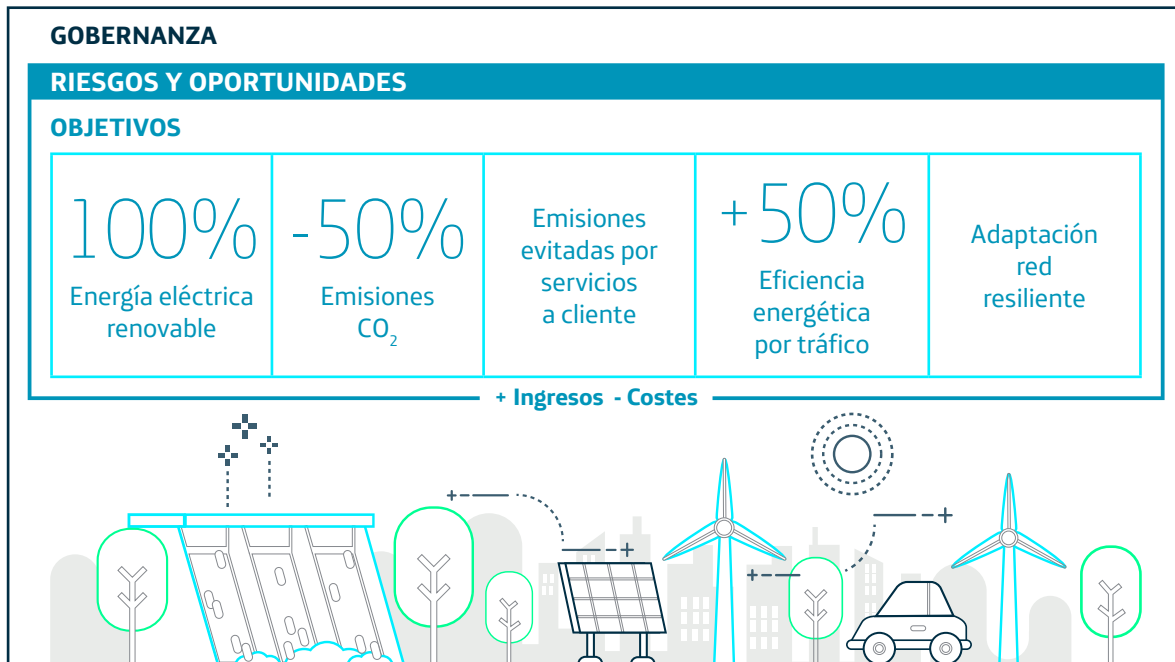 GOBERNANZA
RIESGOS Y OPORTUNIDADES
OBJETIVOS
100%
Energía eléctrica
renovable
-50%
Emisiones
CO₂
Emisiones
evitadas por
servicios
a cliente
+50%
Eficiencia
energética
por tráfico
Adaptación
red
resiliente
+ Ingresos - Costes